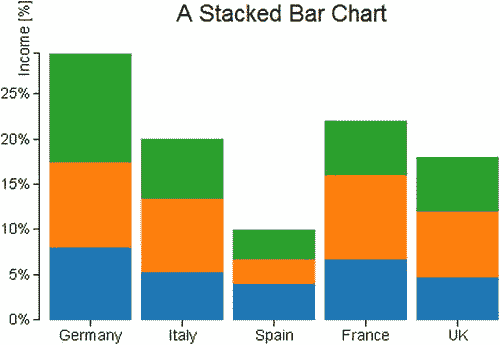 A Stacked Bar Chart
Income [%]
25%
20%
15%
10%
5%
0%
Germany Italy Spain France UK